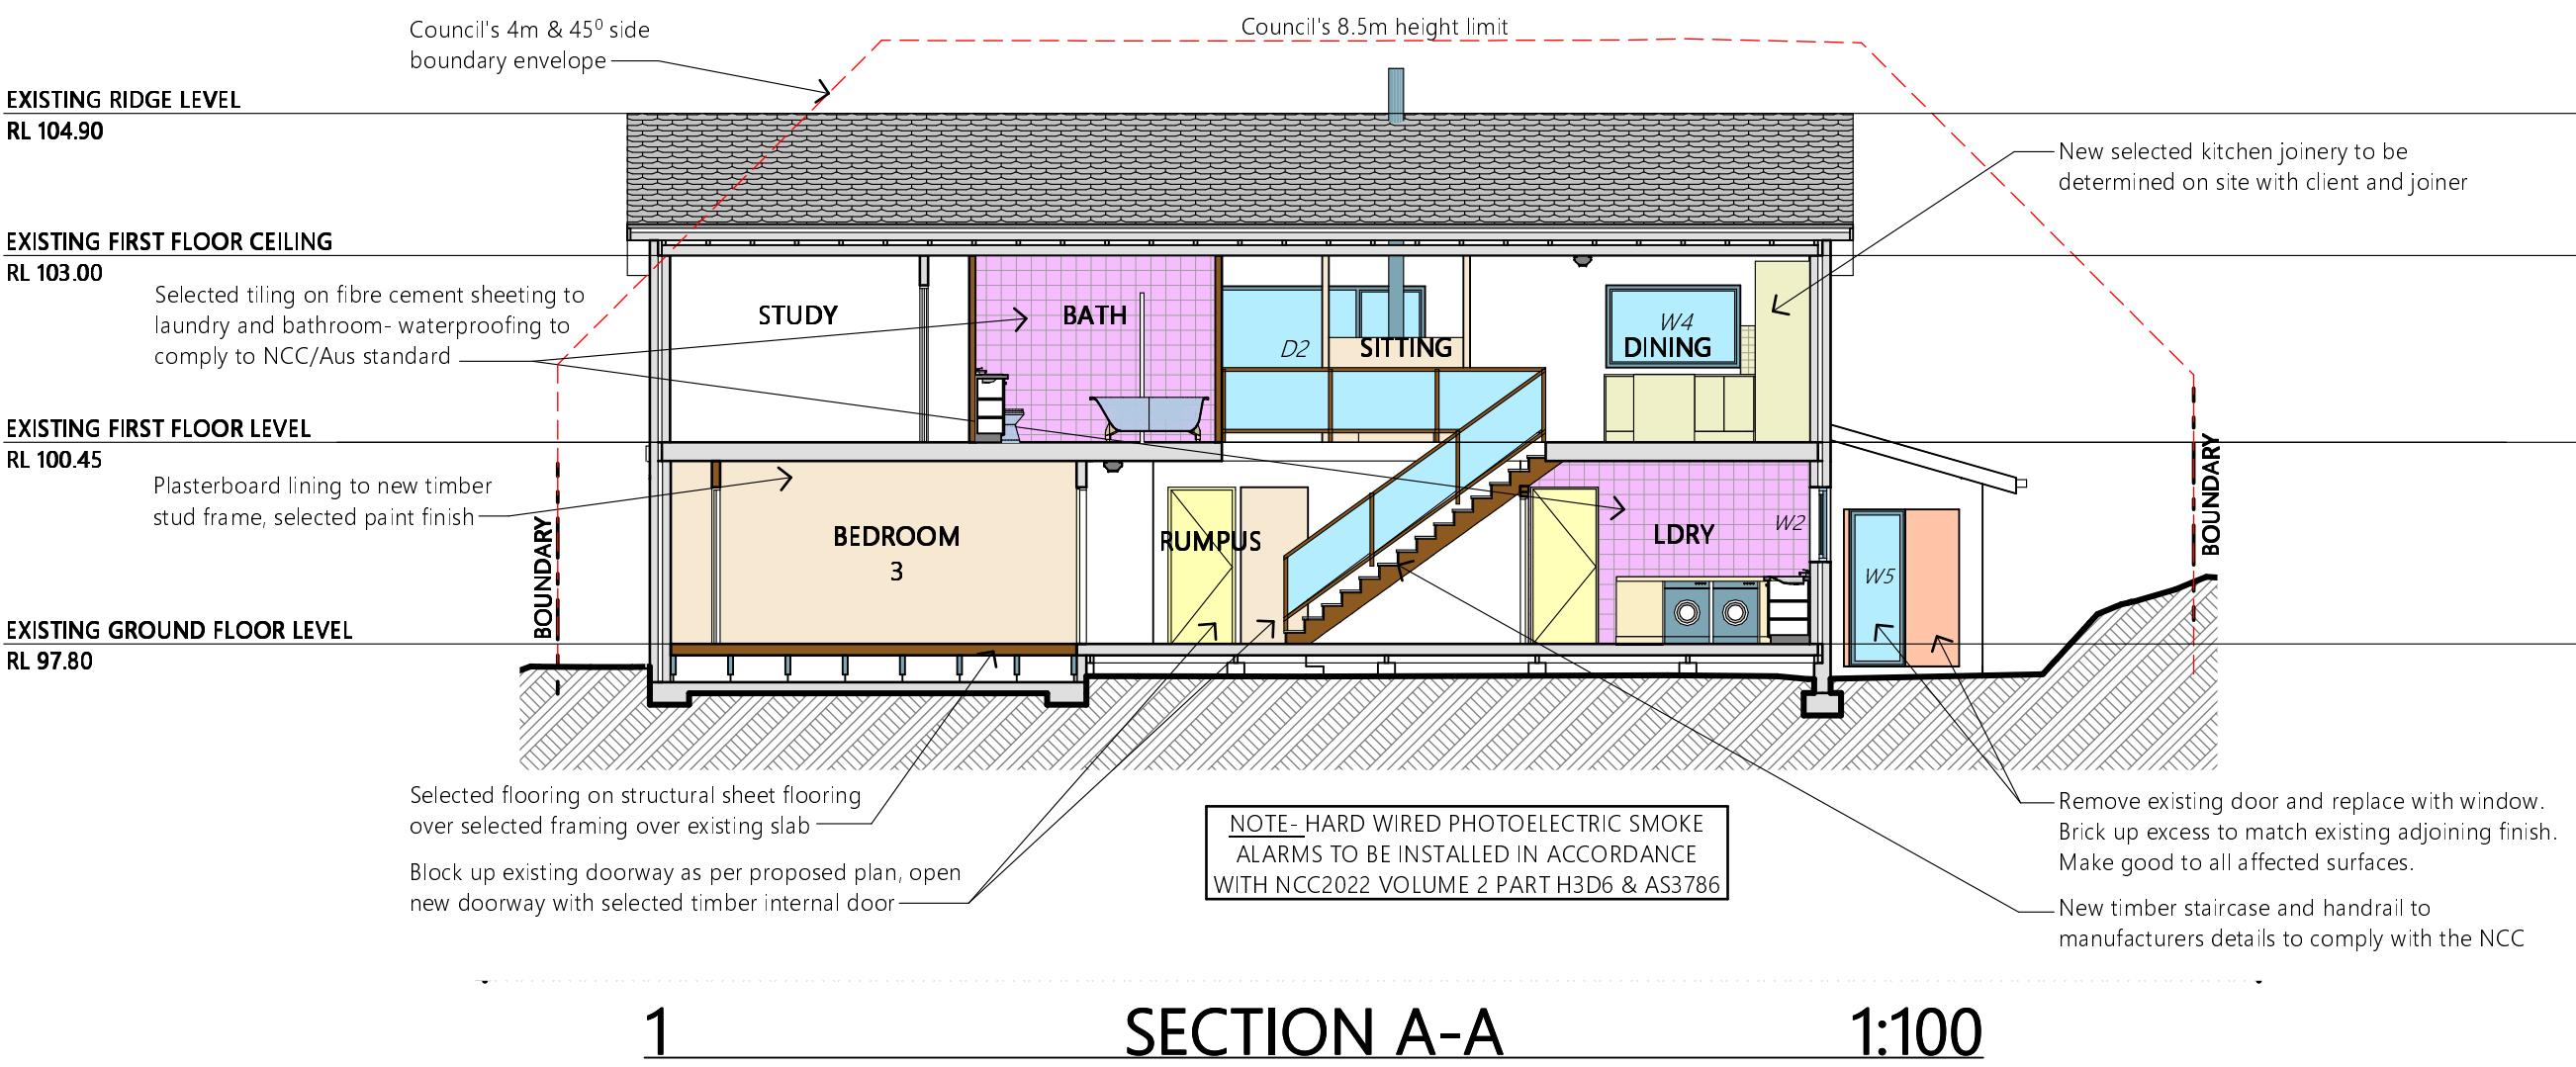 Council's 4m & 45⁰ side
boundary envelope
Council's 8.5m height limit
EXISTING RIDGE LEVEL
RL 104.90
New selected kitchen joinery to be
determined on site with client and joiner
EXISTING FIRST FLOOR CEILING
RL 103.00
Selected tiling on fibre cement sheeting to
laundry and bathroom- waterproofing to
comply to NCC/Aus standard
STUDY
BATH
D2
SITTING
W4
DINING
EXISTING FIRST FLOOR LEVEL
RL 100.45
Plasterboard lining to new timber
stud frame, selected paint finish
BOUNDARY
BEDROOM
3
RUMPUS
LDRY
W2
W5
BOUNDARY
EXISTING GROUND FLOOR LEVEL
RL 97.80
Selected flooring on structural sheet flooring
over selected framing over existing slab
Block up existing doorway as per proposed plan, open
new doorway with selected timber internal door
NOTE- HARD WIRED PHOTOELECTRIC SMOKE
ALARMS TO BE INSTALLED IN ACCORDANCE
WITH NCC2022 VOLUME 2 PART H3D6 & AS3786
Remove existing door and replace with window.
Brick up excess to match existing adjoining finish.
Make good to all affected surfaces.
New timber staircase and handrail to
manufacturers details to comply with the NCC
1 SECTION A-A 1:100